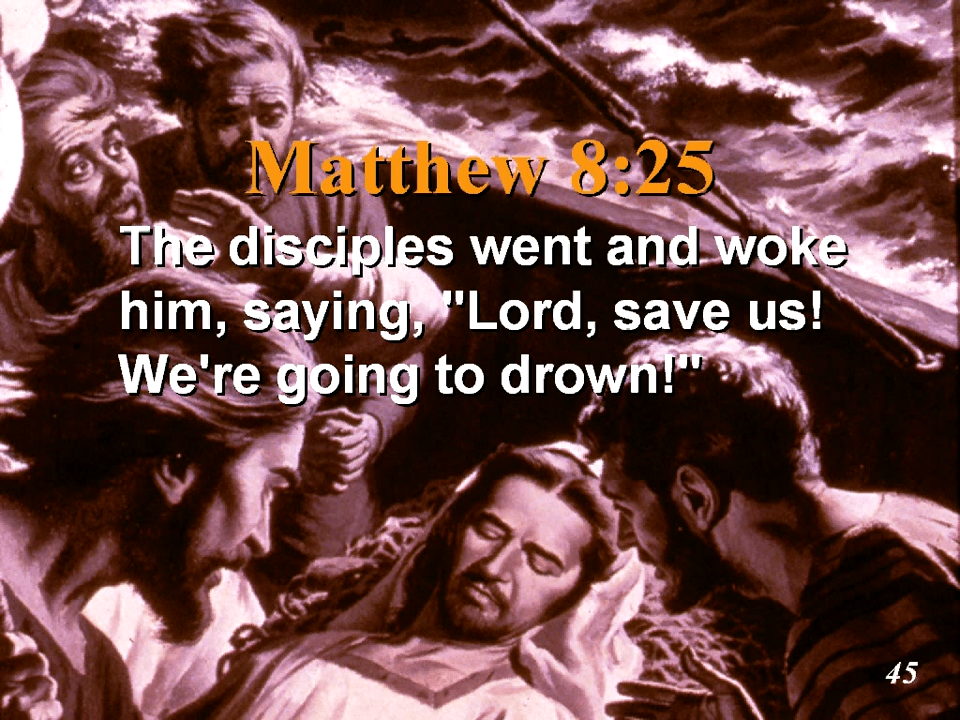 Matthew 8:25
The disciples went and woke
him, saying, "Lord, save us!
We're going to drown!"
45